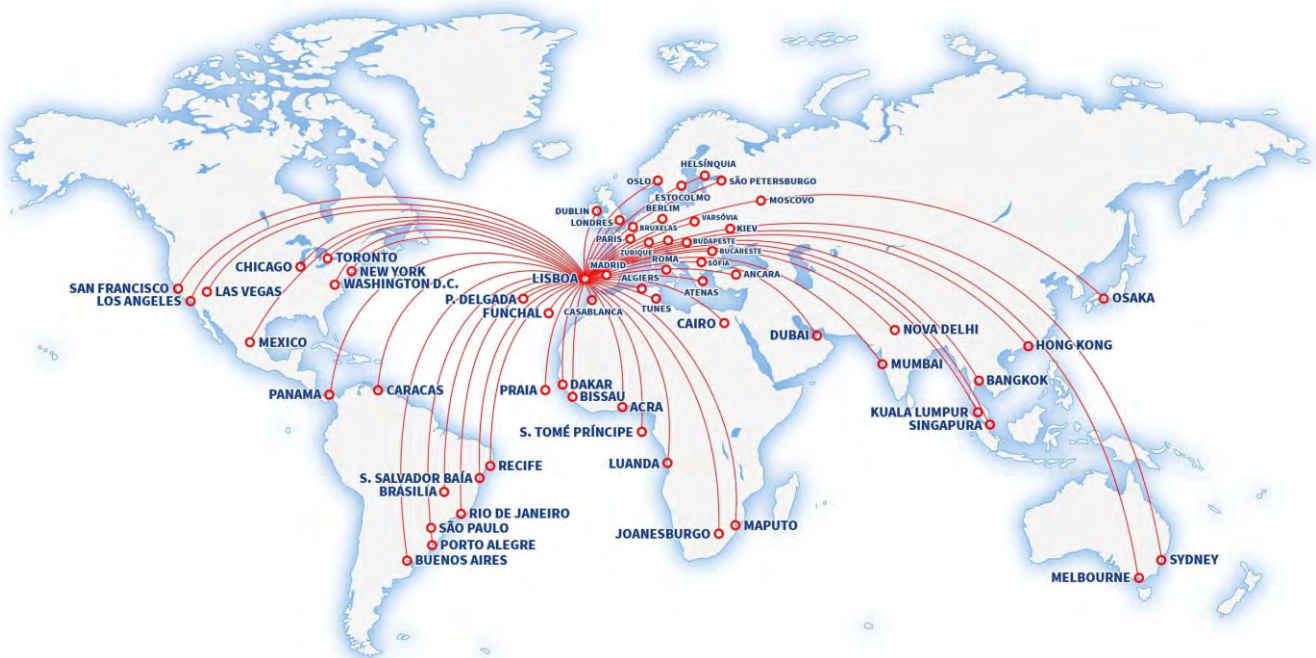 HELSÍNQUIA
OSLO
SÃO PETERSBURGO
ESTOCOLMO
MOSCOVO
DUBLIN
BERLIM
LONDRES
VARSÓVIA
BRUXELAS
KIEV
PARIS
BUDAPESTE
ZURIQUE
BUCARESTE
TORONTO
ROMA
SÓFIA
CHICAGO
MADRID
NEW YORK
LISBOA
ALGIERS
ANCARA
WASHINGTON D.C.
SAN FRANCISCO
LAS VEGAS
ATENAS
LOS ANGELES
P. DELGADA
OSAKA
FUNCHAL
CASABLANCA
TUNES
CAIRO
NOVA DELHI
DUBAI
MEXICO
HONG KONG
MUMBAI
BANGKOK
DAKAR
PANAMA
CARACAS
PRAIA
BISSAU
ACRA
KUALA LUMPUR
SINGAPURA
S. TOMÉ PRÍNCIPE
LUANDA
RECIFE
S. SALVADOR BAÍA
BRASILIA
RIO DE JANEIRO
SÃO PAULO
MAPUTO
JOANESBURGO
PORTO ALEGRE
BUENOS AIRES
SYDNEY
MELBOURNE